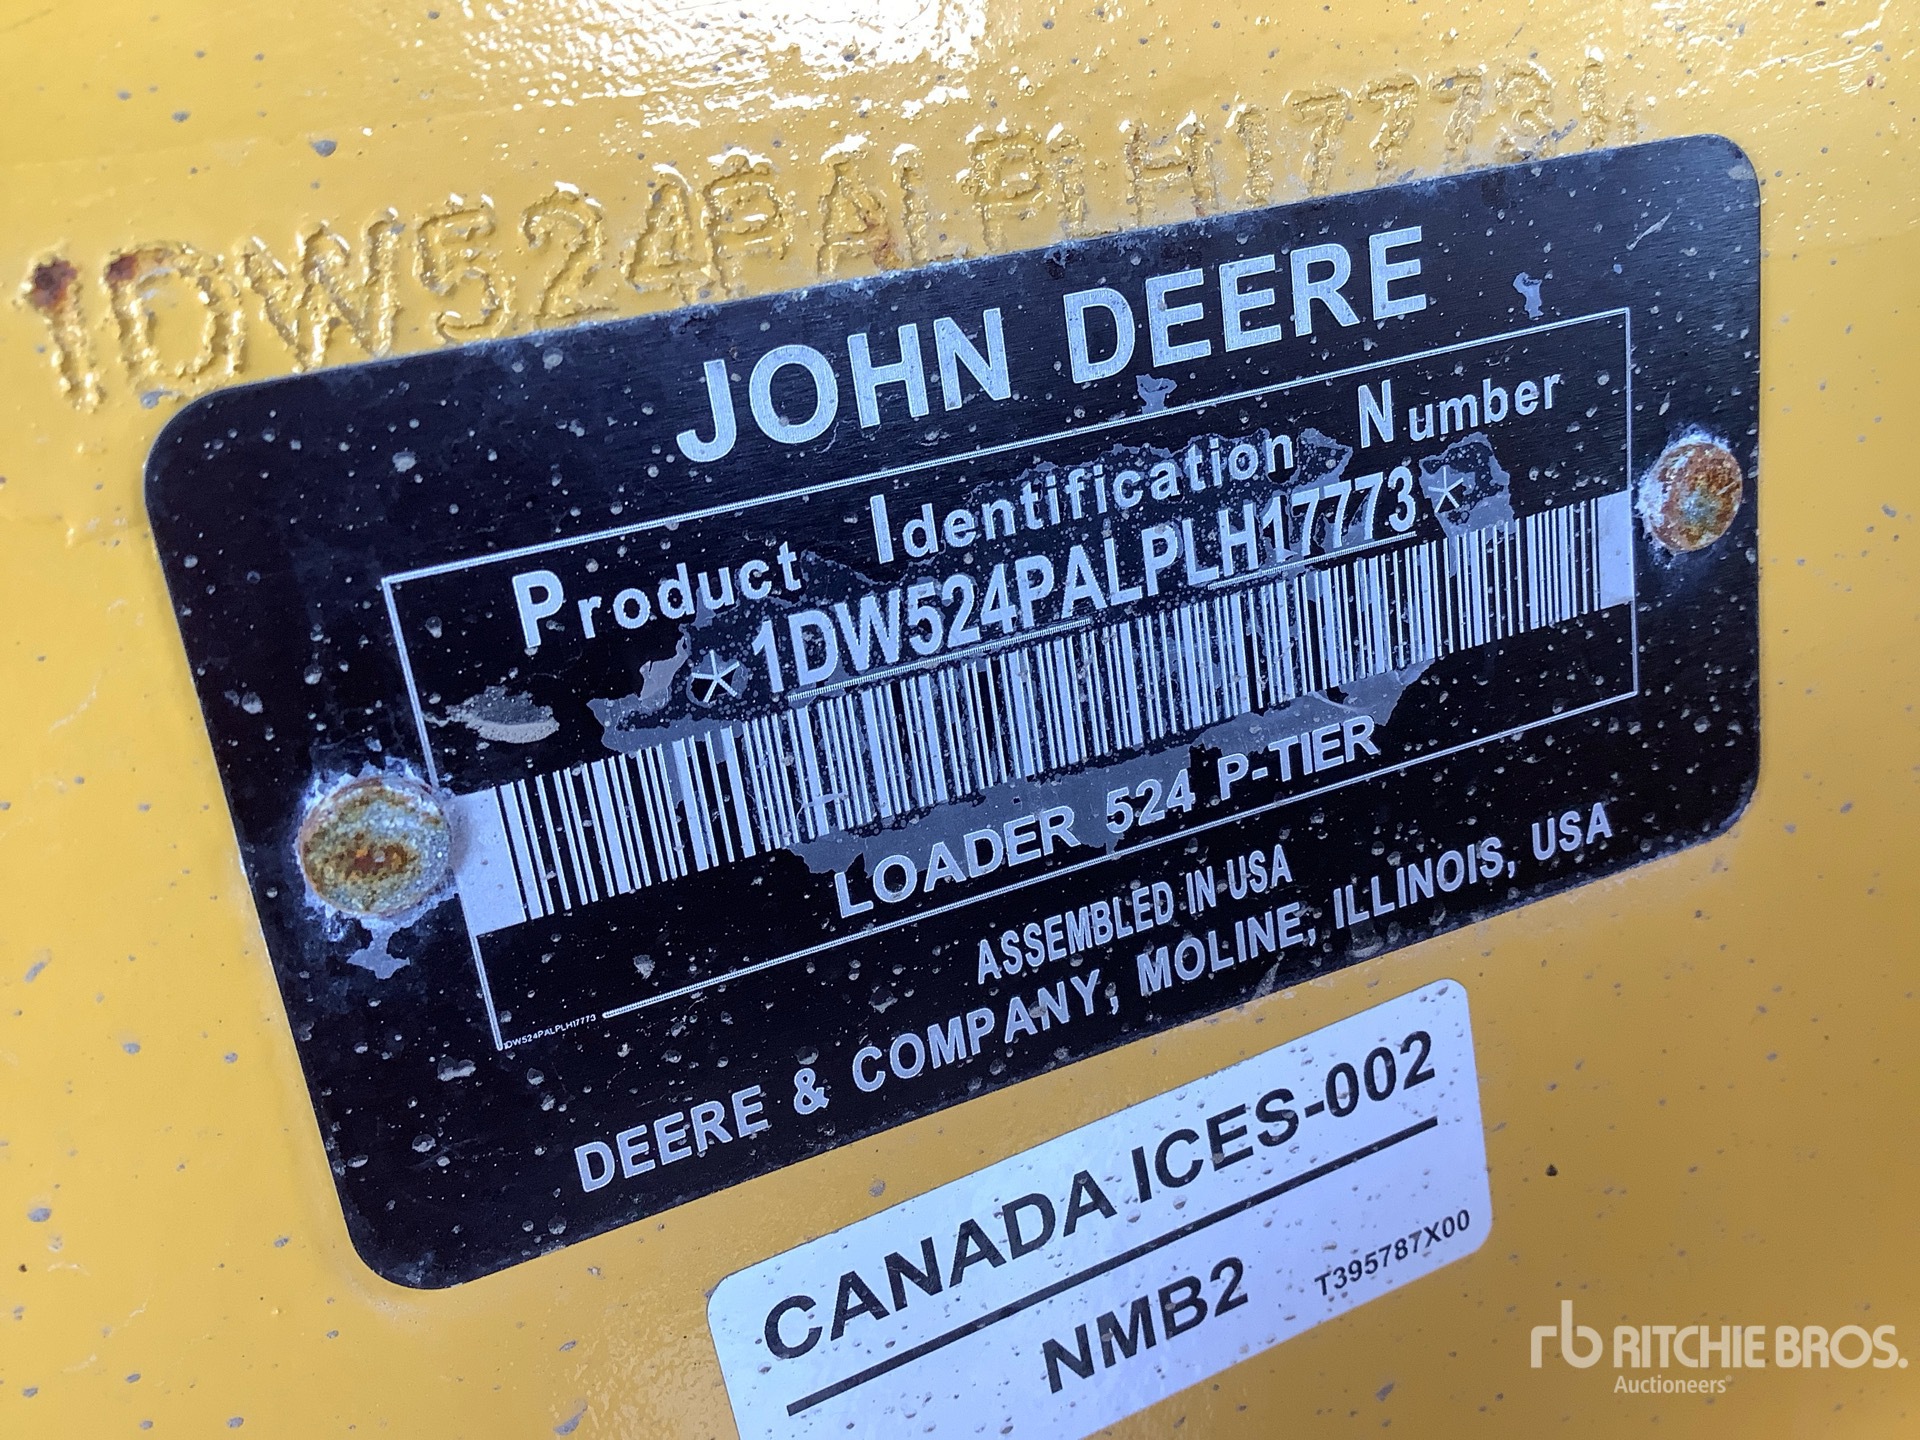 1DW524PALPLH17773
JOHN DEERE
Product Identification Number
*1DW524PALPLH17773*
LOADER 524 P-TIER
1DW524PALPLH17773
ASSEMBLED IN USA
DEERE & COMPANY, MOLINE, ILLINOIS, USA
CANADA ICES-002
NMB2
T395787X00
rb RITCHIE BROS.
Auctioneers